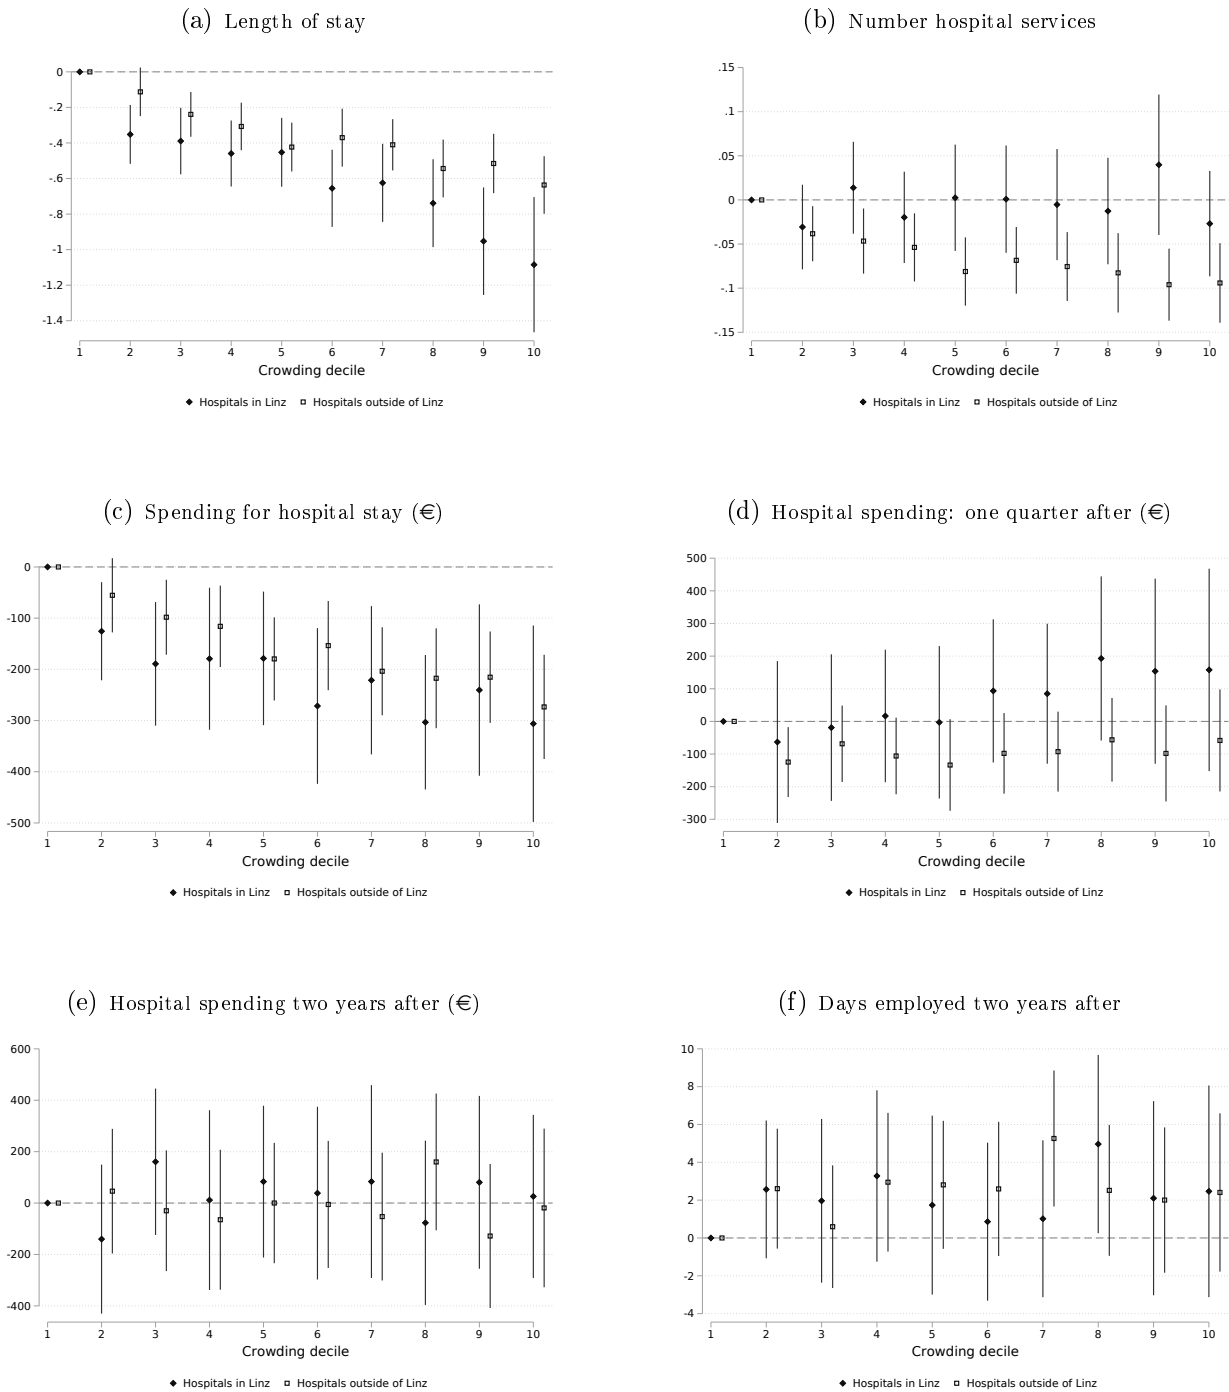 (a) Length of stay
0
-.2
-.4
-.6
-.8
-1
-1.2
-1.4
1 2 3 4 5 6 7 8 9 10
Crowding decile
Hospitals in Linz Hospitals outside of Linz
(b) Number hospital services
.15
.1
.05
0
-.05
-.1
-.15
1 2 3 4 5 6 7 8 9 10
Crowding decile
Hospitals in Linz Hospitals outside of Linz
(c) Spending for hospital stay (€)
0
-100
-200
-300
-400
-500
1 2 3 4 5 6 7 8 9 10
Crowding decile
Hospitals in Linz Hospitals outside of Linz
(d) Hospital spending: one quarter after (€)
500
400
300
200
100
0
-100
-200
-300
1 2 3 4 5 6 7 8 9 10
Crowding decile
Hospitals in Linz Hospitals outside of Linz
(e) Hospital spending two years after (€)
600
400
200
0
-200
-400
1 2 3 4 5 6 7 8 9 10
Crowding decile
Hospitals in Linz Hospitals outside of Linz
(f) Days employed two years after
10
8
6
4
2
0
-2
-4
1 2 3 4 5 6 7 8 9 10
Crowding decile
Hospitals in Linz Hospitals outside of Linz